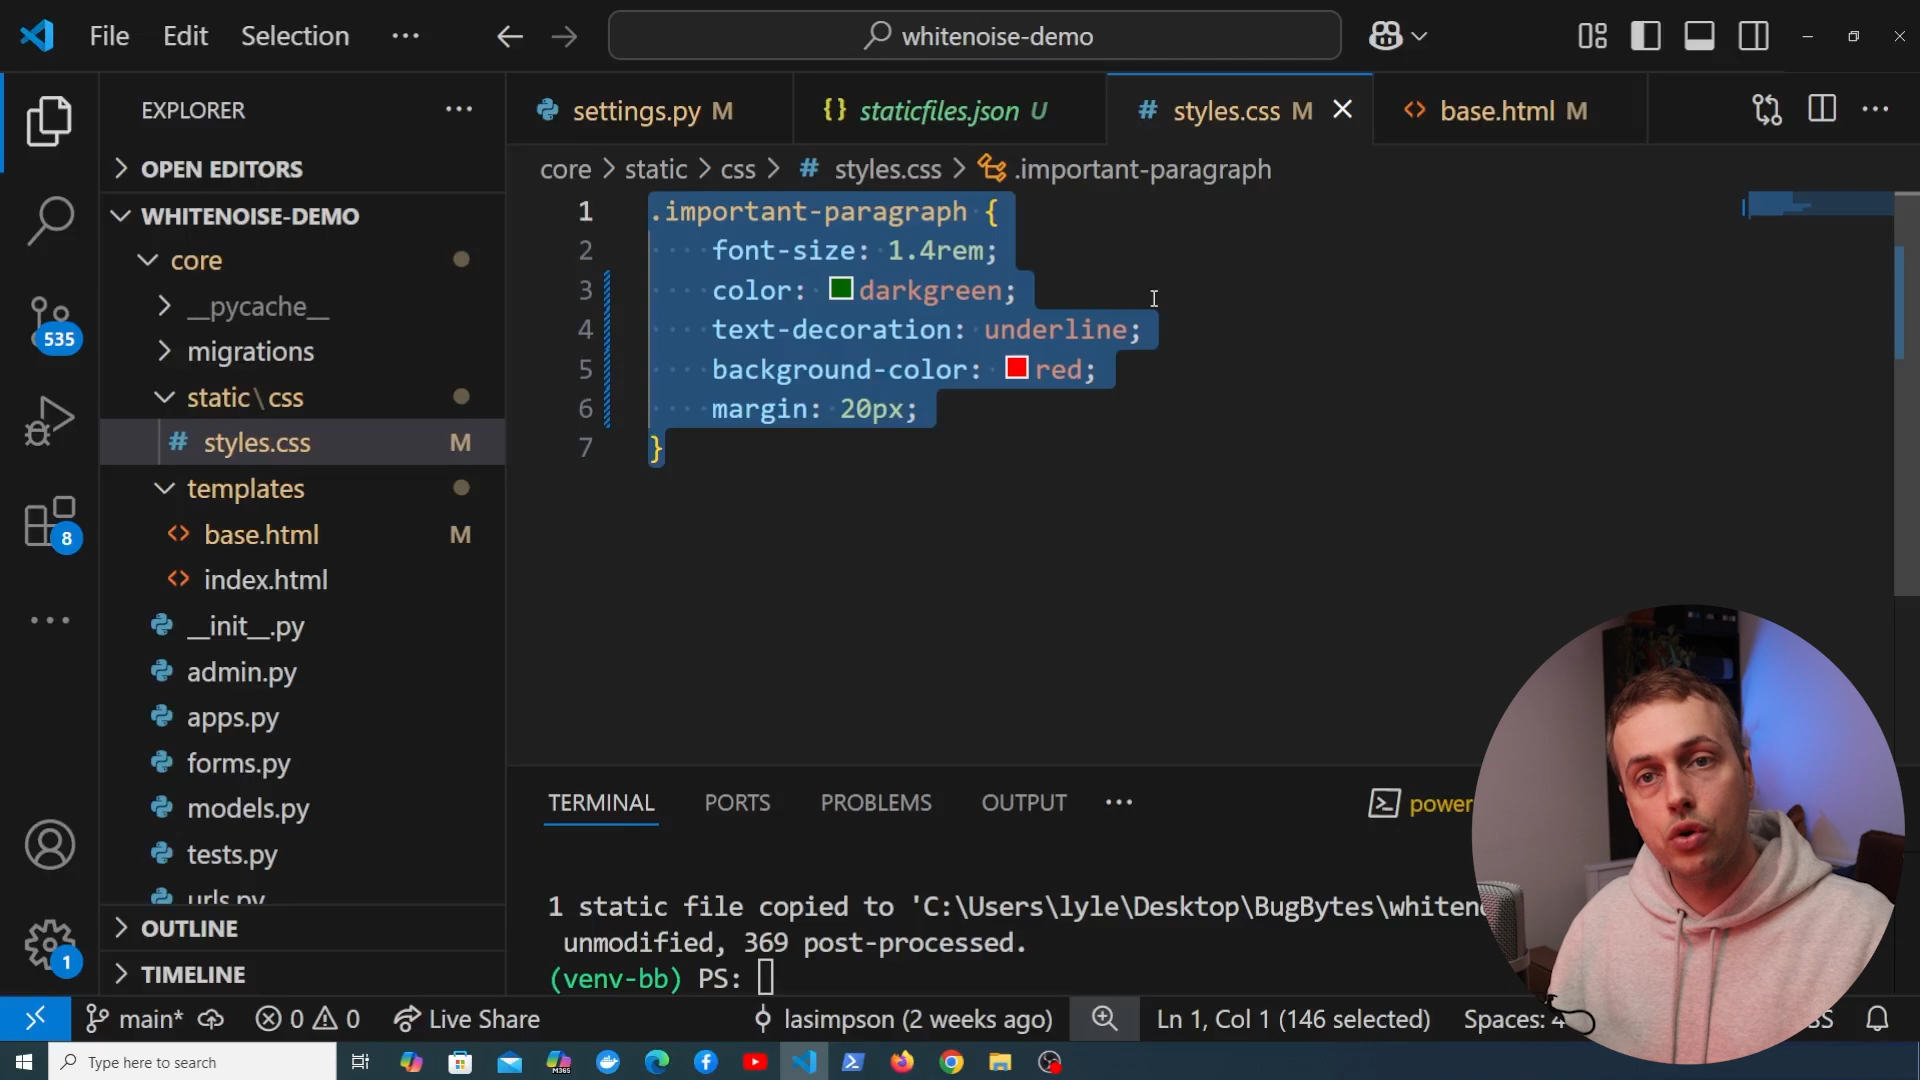 File Edit Selection ···
whitenoise-demo
EXPLORER ···
OPEN EDITORS
WHITENOISE-DEMO
core
__pycache__
migrations
static\css
# styles.css M
templates
<> base.html M
<> index.html
__init__.py
admin.py
apps.py
forms.py
models.py
tests.py
urls.py
OUTLINE
TIMELINE
535
8
1
settings.py M
{} staticfiles.json U
# styles.css M
<> base.html M
core > static > css > # styles.css > .important-paragraph
1 .important-paragraph {
2 font-size: 1.4rem;
3 color: darkgreen;
4 text-decoration: underline;
5 background-color: red;
6 margin: 20px;
7 }
TERMINAL PORTS PROBLEMS OUTPUT ···
power
1 static file copied to 'C:\Users\lyle\Desktop\BugBytes\whiten
unmodified, 369 post-processed.
(venv-bb) PS:
main* 0 0 Live Share lasimpson (2 weeks ago) Ln 1, Col 1 (146 selected) Spaces: 4
Type here to search
M365